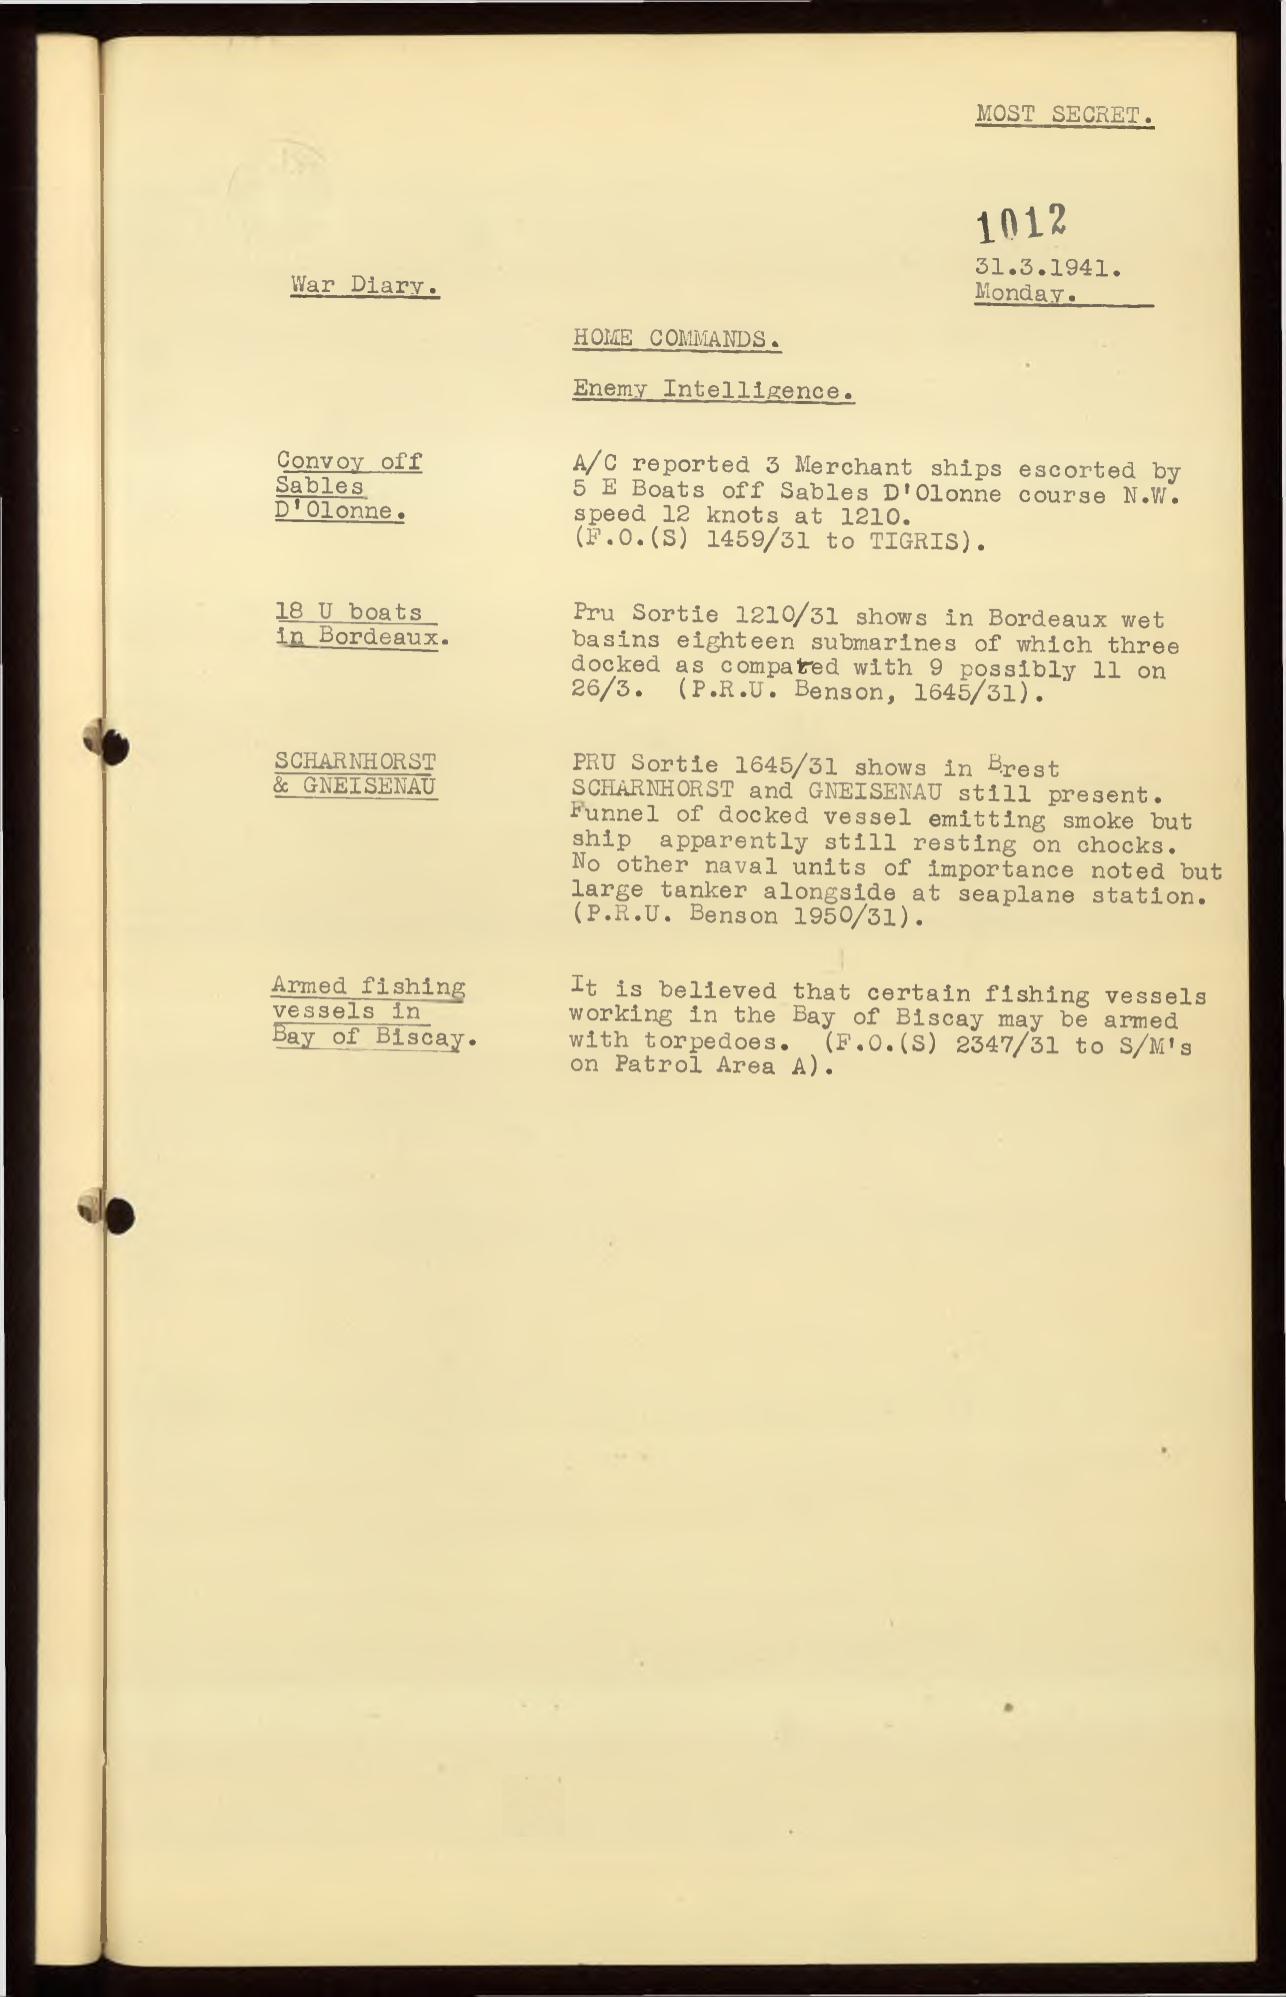 MOST SECRET.
1012
31.3.1941.
Monday.
War Diary.
HOME COMMANDS.
Enemy Intelligence.
Convoy off
Sables
D'Olonne.
A/C reported 3 Merchant ships escorted by
5 E Boats off Sables D'Olonne course N.W.
speed 12 knots at 1210.
(F.O.(S) 1459/31 to TIGRIS).
18 U boats
in Bordeaux.
Pru Sortie 1210/31 shows in Bordeaux wet
basins eighteen submarines of which three
docked as compared with 9 possibly 11 on
26/3. (P.R.U. Benson, 1645/31).
SCHARNHORST
& GNEISENAU
PRU Sortie 1645/31 shows in Brest
SCHARNHORST and GNEISENAU still present.
Funnel of docked vessel emitting smoke but
ship apparently still resting on chocks.
No other naval units of importance noted but
large tanker alongside at seaplane station.
(P.R.U. Benson 1950/31).
Armed fishing
vessels in
Bay of Biscay.
It is believed that certain fishing vessels
working in the Bay of Biscay may be armed
with torpedoes. (F.O.(S) 2347/31 to S/M's
on Patrol Area A).